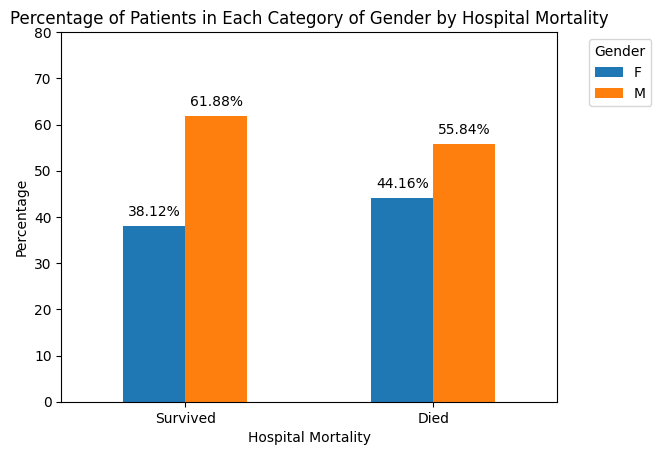 Percentage of Patients in Each Category of Gender by Hospital Mortality
80
70
60
50
40
30
20
10
0
Percentage
38.12%
61.88%
44.16%
55.84%
Survived
Died
Hospital Mortality
Gender
F
M